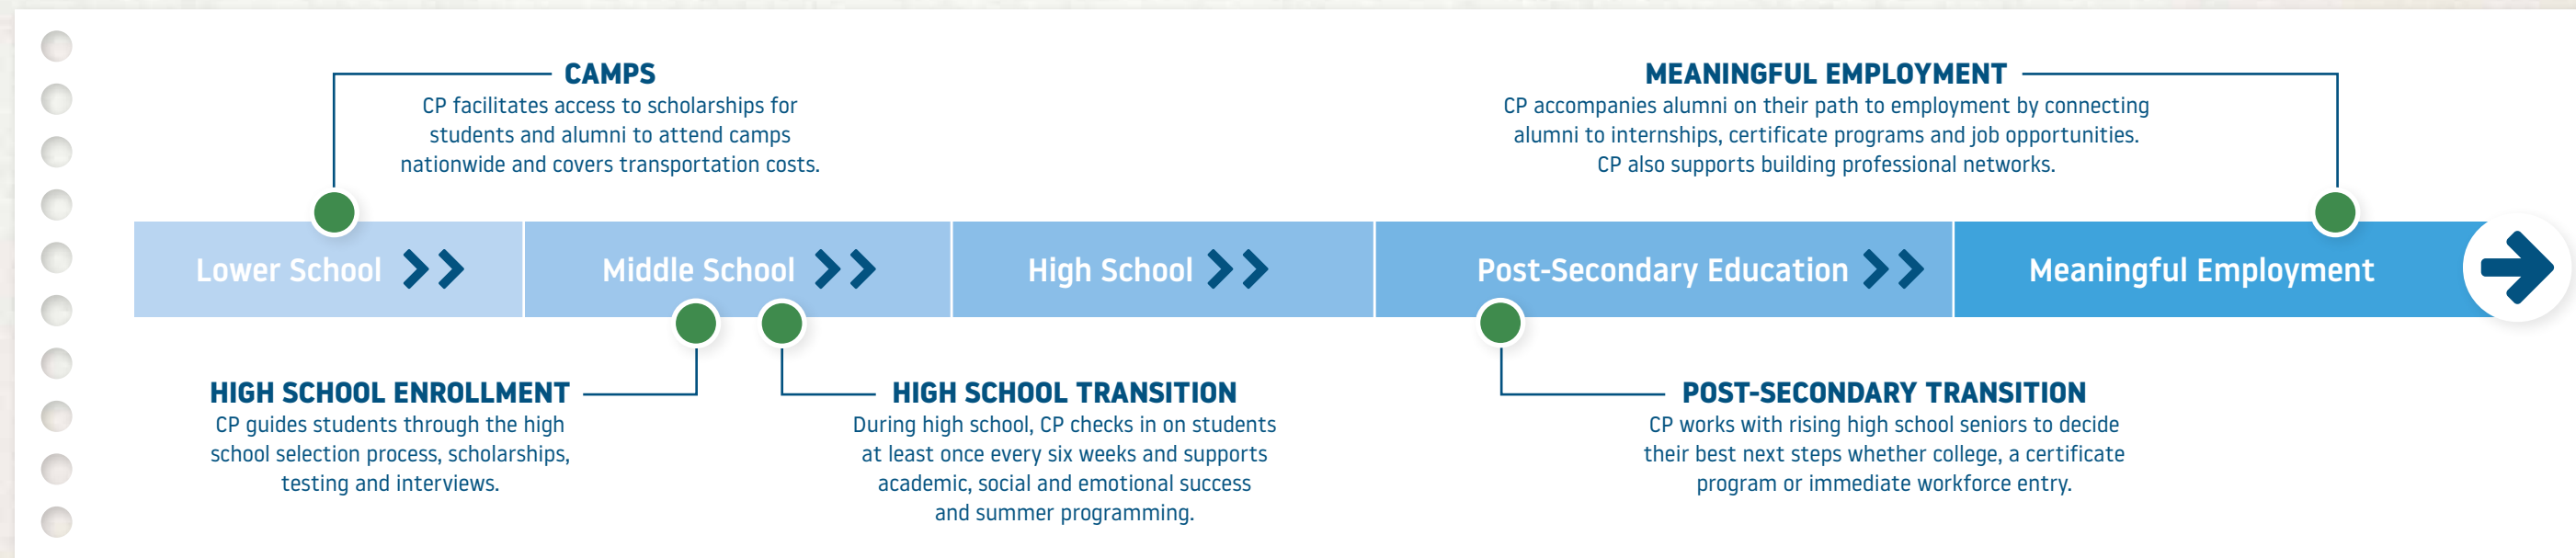 CAMPS
CP facilitates access to scholarships for
students and alumni to attend camps
nationwide and covers transportation costs.
MEANINGFUL EMPLOYMENT
CP accompanies alumni on their path to employment by connecting
alumni to internships, certificate programs and job opportunities.
CP also supports building professional networks.
Lower School
Middle School
High School
Post-Secondary Education
Meaningful Employment
HIGH SCHOOL ENROLLMENT
CP guides students through the high
school selection process, scholarships,
testing and interviews.
HIGH SCHOOL TRANSITION
During high school, CP checks in on students
at least once every six weeks and supports
academic, social and emotional success
and summer programming.
POST-SECONDARY TRANSITION
CP works with rising high school seniors to decide
their best next steps whether college, a certificate
program or immediate workforce entry.